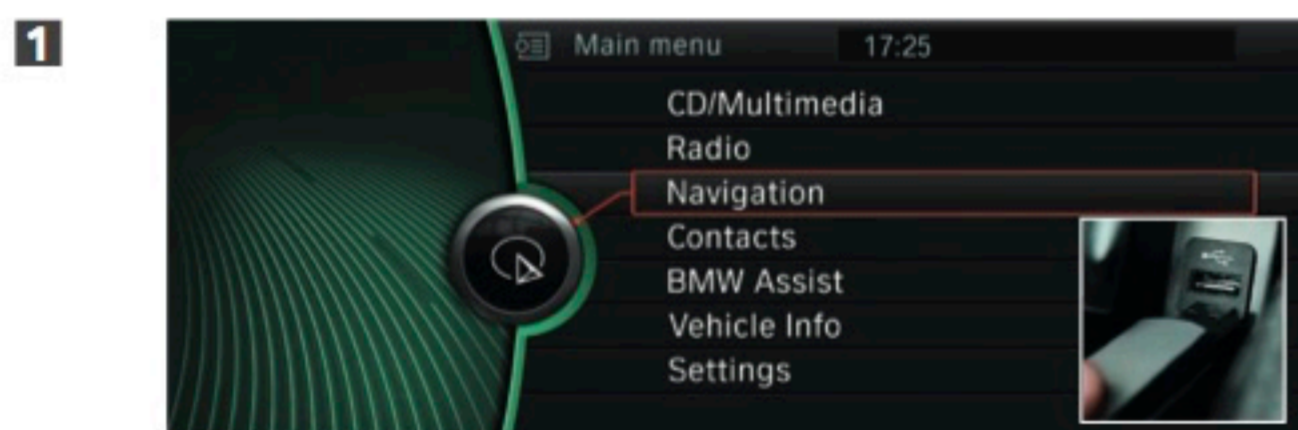 1
Main menu 17:25
CD/Multimedia
Radio
Navigation
Contacts
BMW Assist
Vehicle Info
Settings